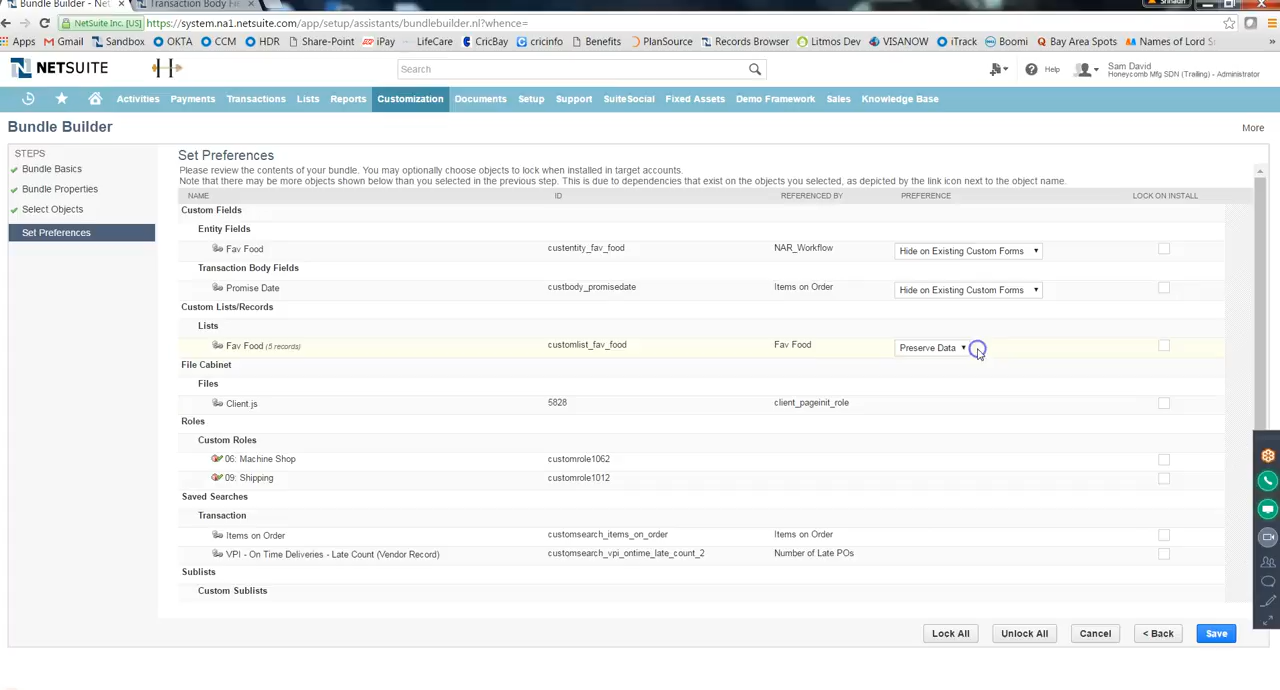 Bundle Builder - Net
Transaction Body Fi
NetSuite Inc. [US] https://system.na1.netsuite.com/app/setup/assistants/bundlebuilder.nl?whence=
Apps Gmail Sandbox OKTA CCM HDR Share-Point iPay LifeCare CricBay cricinfo Benefits PlanSource Records Browser Litmos Dev VISANOW iTrack Boomi Bay Area Spots Names of Lord S
NETSUITE
Search
Help
Sam David
Honeycomb Mfg SDN (Trailing) - Administrator
Activities Payments Transactions Lists Reports Customization Documents Setup Support SuiteSocial Fixed Assets Demo Framework Sales Knowledge Base
Bundle Builder
More
STEPS
Bundle Basics
Bundle Properties
Select Objects
Set Preferences
Set Preferences
Please review the contents of your bundle. You may optionally choose objects to lock when installed in target accounts.
Note that there may be more objects shown below than you selected in the previous step. This is due to dependencies that exist on the objects you selected, as depicted by the link icon next to the object name.
NAME ID REFERENCED BY PREFERENCE LOCK ON INSTALL
Custom Fields
Entity Fields
Fav Food custentity_fav_food NAR_Workflow Hide on Existing Custom Forms
Transaction Body Fields
Promise Date custbody_promisedate Items on Order Hide on Existing Custom Forms
Custom Lists/Records
Lists
Fav Food (5 records) customlist_fav_food Fav Food Preserve Data
File Cabinet
Files
Client.js 5828 client_pageinit_role
Roles
Custom Roles
06: Machine Shop customrole1062
09: Shipping customrole1012
Saved Searches
Transaction
Items on Order customsearch_items_on_order Items on Order
VPI - On Time Deliveries - Late Count (Vendor Record) customsearch_vpi_ontime_late_count_2 Number of Late POs
Sublists
Custom Sublists
Lock All Unlock All Cancel < Back Save